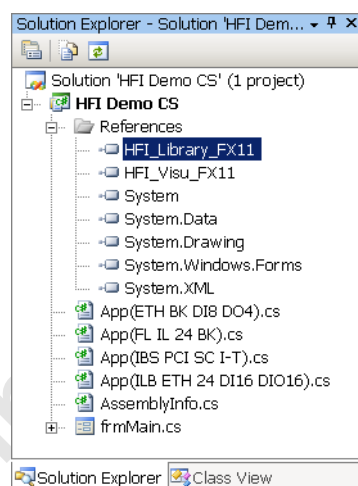 Solution Explorer - Solution 'HFI Dem...
Solution 'HFI Demo CS' (1 project)
HFI Demo CS
References
HFI_Library_FX11
HFI_Visu_FX11
System
System.Data
System.Drawing
System.Windows.Forms
System.XML
App(ETH BK DI8 DO4).cs
App(FL IL 24 BK).cs
App(IBS PCI SC I-T).cs
App(ILB ETH 24 DI16 DIO16).cs
AssemblyInfo.cs
frmMain.cs
Solution Explorer Class View